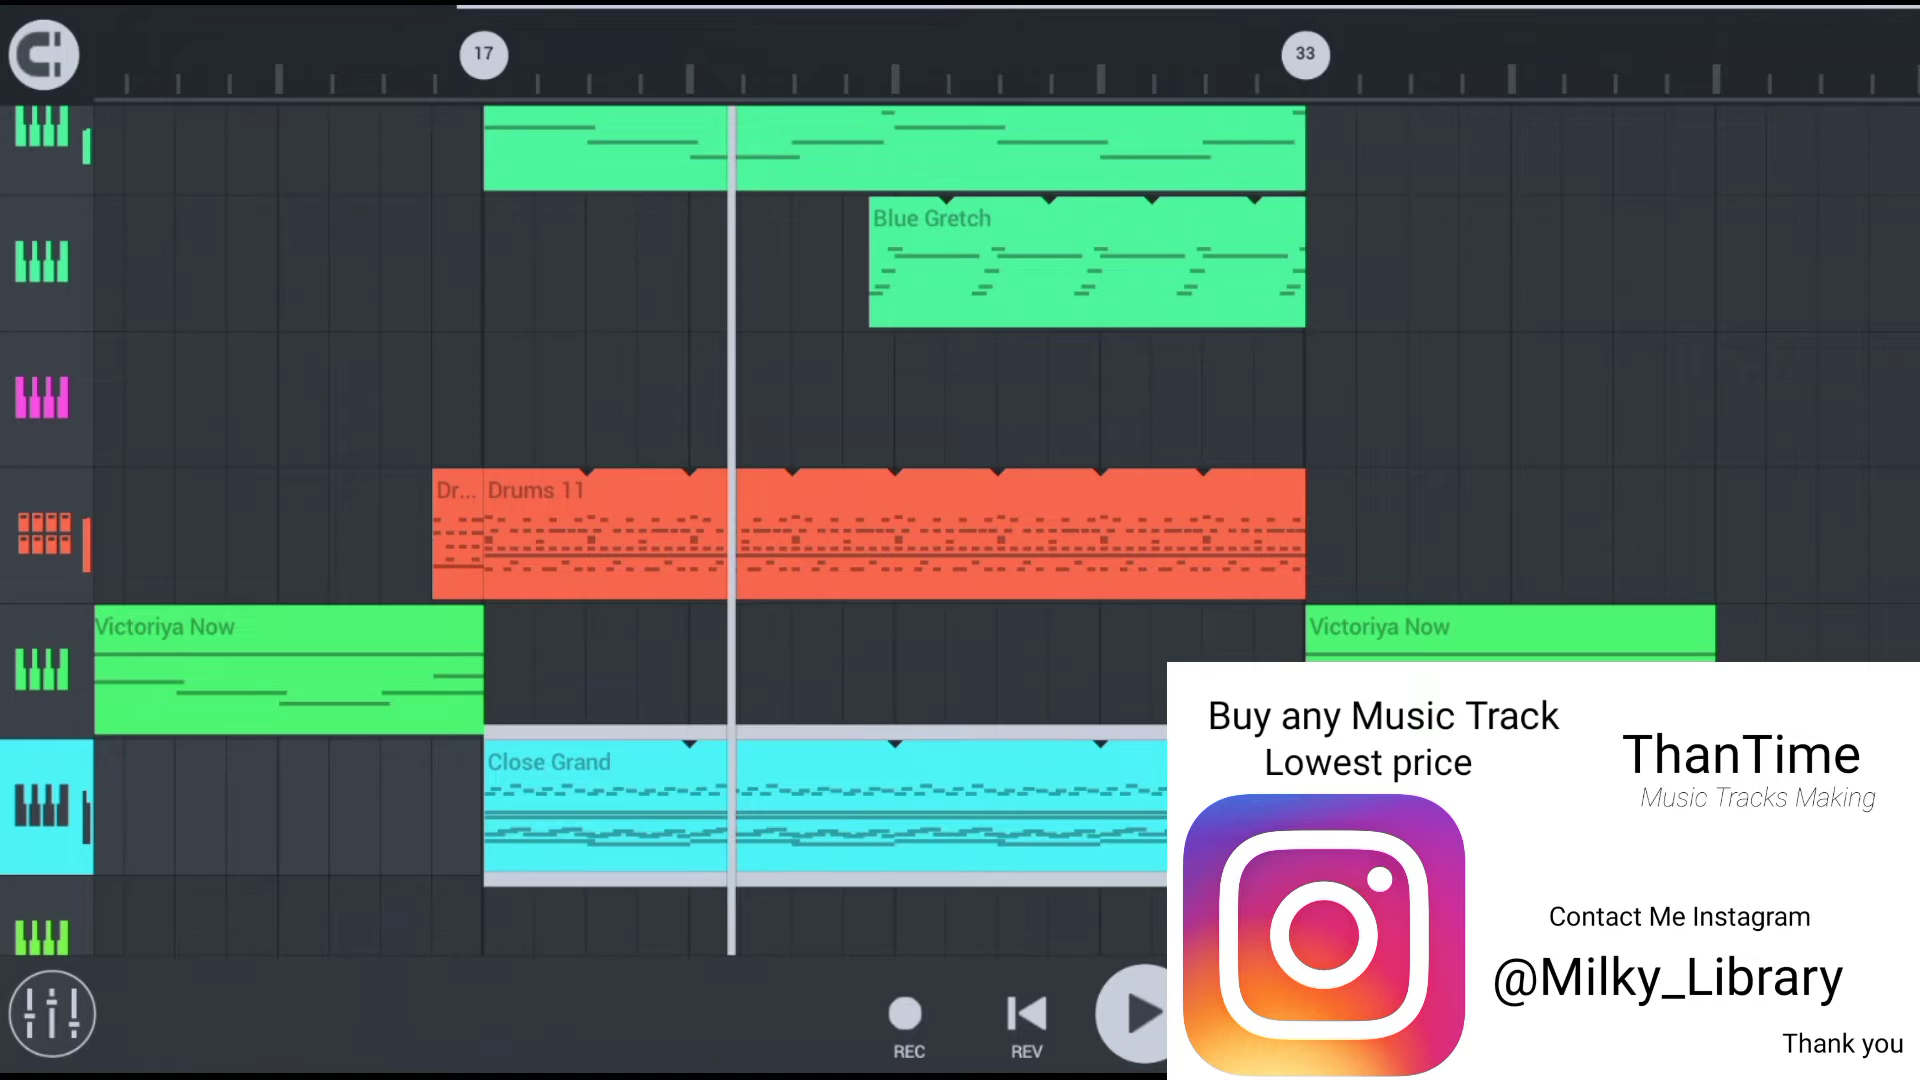 17
33
Blue Gretch
Dr... Drums 11
Victoriya Now
Victoriya Now
Close Grand
REC
REV
Buy any Music Track
Lowest price
ThanTime
Music Tracks Making
Contact Me Instagram
@Milky_Library
Thank you